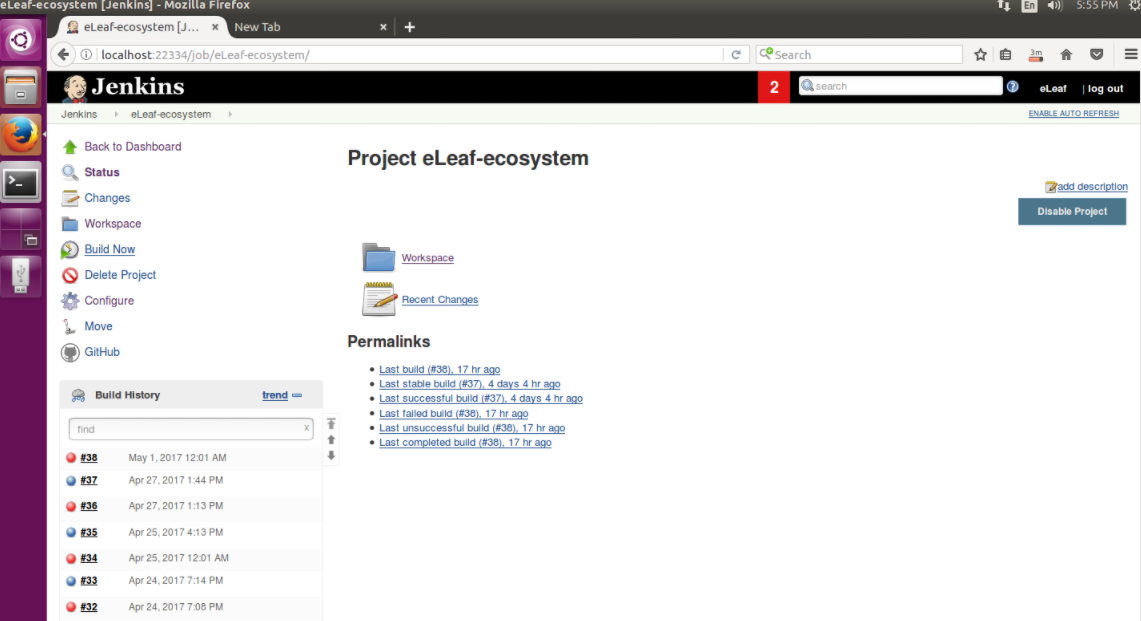 eLeaf-ecosystem [Jenkins] - Mozilla Firefox
En
5:55 PM
eLeaf-ecosystem [J... ×
New Tab ×
localhost:22334/job/eLeaf-ecosystem/
Search
3m
Jenkins
2
search
eLeaf | log out
Jenkins eLeaf-ecosystem
ENABLE AUTO REFRESH
Back to Dashboard
Status
Changes
Workspace
Build Now
Delete Project
Configure
Move
GitHub
Project eLeaf-ecosystem
add description
Disable Project
Workspace
Recent Changes
Permalinks
Last build (#38), 17 hr ago
Last stable build (#37), 4 days 4 hr ago
Last successful build (#37), 4 days 4 hr ago
Last failed build (#38), 17 hr ago
Last unsuccessful build (#38), 17 hr ago
Last completed build (#38), 17 hr ago
Build History trend
find x
#38 May 1, 2017 12:01 AM
#37 Apr 27, 2017 1:44 PM
#36 Apr 27, 2017 1:13 PM
#35 Apr 25, 2017 4:13 PM
#34 Apr 25, 2017 12:01 AM
#33 Apr 24, 2017 7:14 PM
#32 Apr 24, 2017 7:08 PM